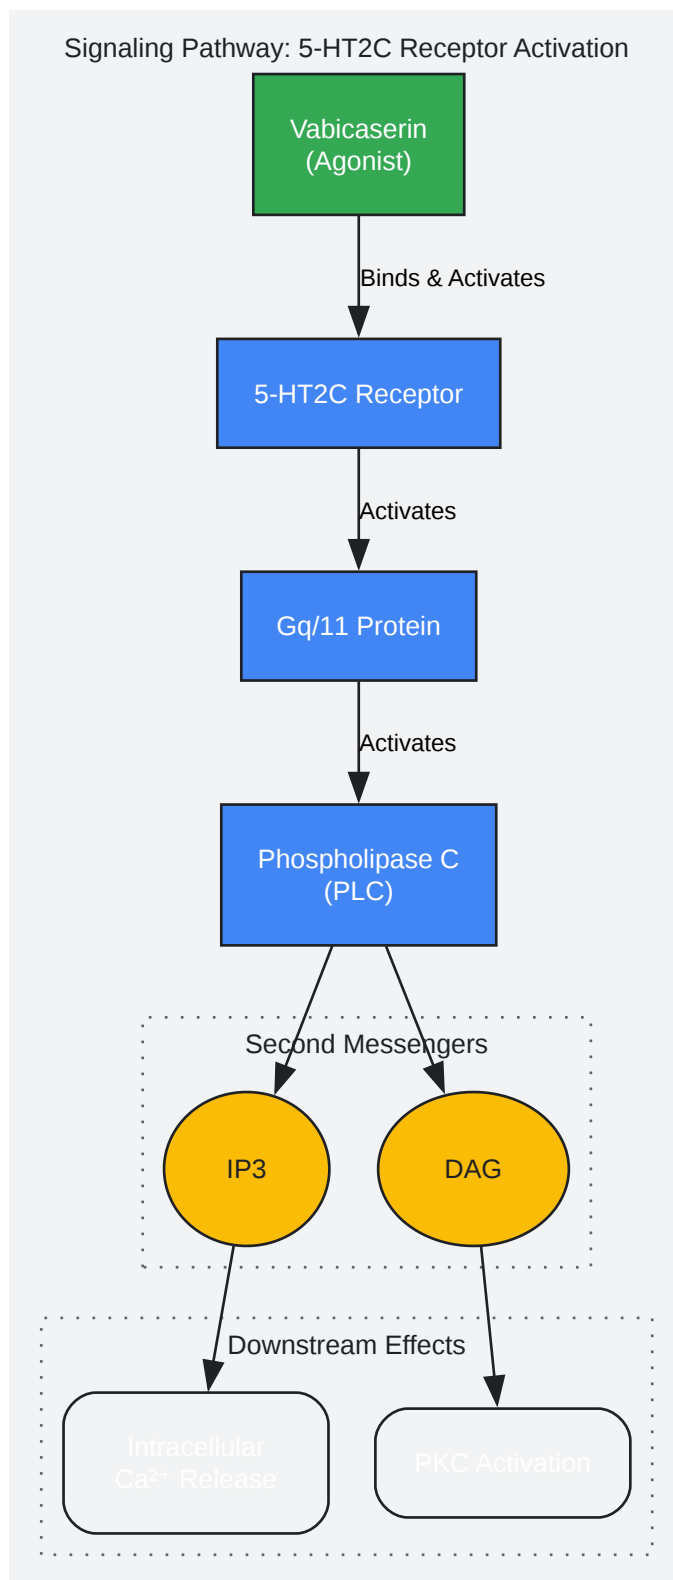 Signaling Pathway: 5-HT2C Receptor Activation
Vabicaserin
(Agonist)
Binds & Activates
5-HT2C Receptor
Activates
Gq/11 Protein
Activates
Phospholipase C
(PLC)
Second Messengers
IP3
DAG
Downstream Effects
Intracellular
Ca²⁺ Release
PKC Activation